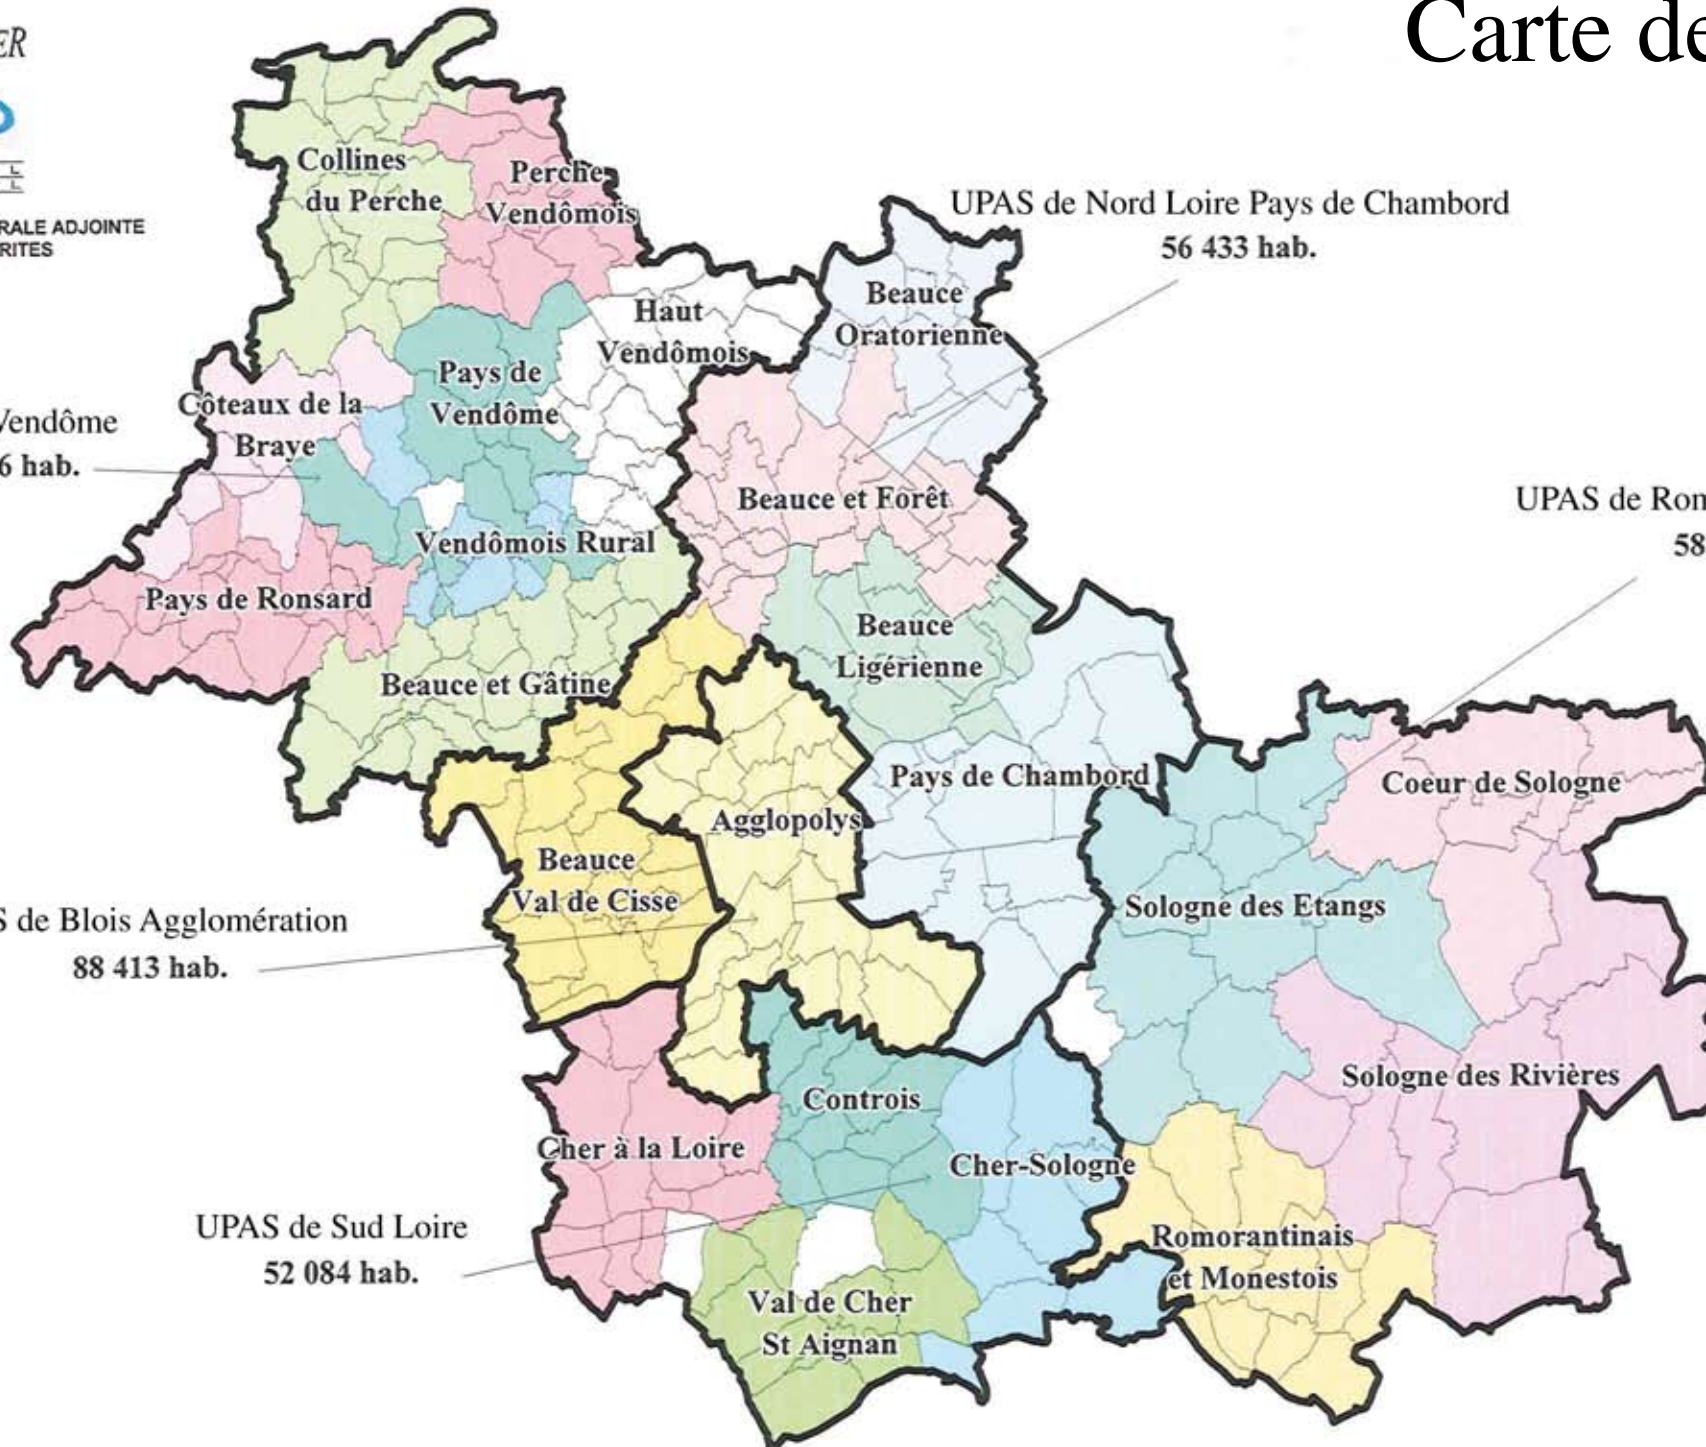 Carte de
ER
RALE ADJOINTE
RITES
Collines
du Perche
Perche
Vendômois
UPAS de Nord Loire Pays de Chambord
56 433 hab.
Beauce
Oratorienne
Haut
Vendômois
Pays de
Vendôme
Côteaux de la
Braye
Vendôme
6 hab.
Beauce et Forêt
UPAS de Rom
58
Vendômois Rural
Pays de Ronsard
Beauce
Ligérienne
Beauce et Gâtine
Pays de Chambord
Coeur de Sologne
Agglopolys
Beauce
Val de Cisse
Sologne des Etangs
S de Blois Agglomération
88 413 hab.
Sologne des Rivières
Controis
Cher à la Loire
Cher-Sologne
UPAS de Sud Loire
52 084 hab.
Romorantinais
et Monestois
Val de Cher
St Aignan